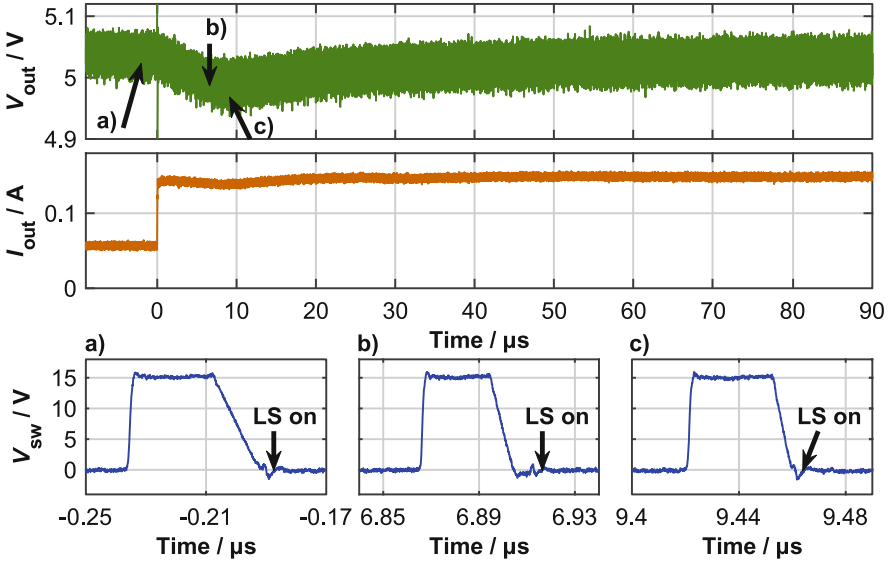 V_out / V
5.1
5
4.9
a)
b)
c)
I_out / A
0.1
0
0 10 20 30 40 50 60 70 80 90
Time / µs
a)
V_sw / V
15
10
5
0
LS on
-0.25 -0.21 -0.17
Time / µs
b)
LS on
6.85 6.89 6.93
Time / µs
c)
LS on
9.4 9.44 9.48
Time / µs